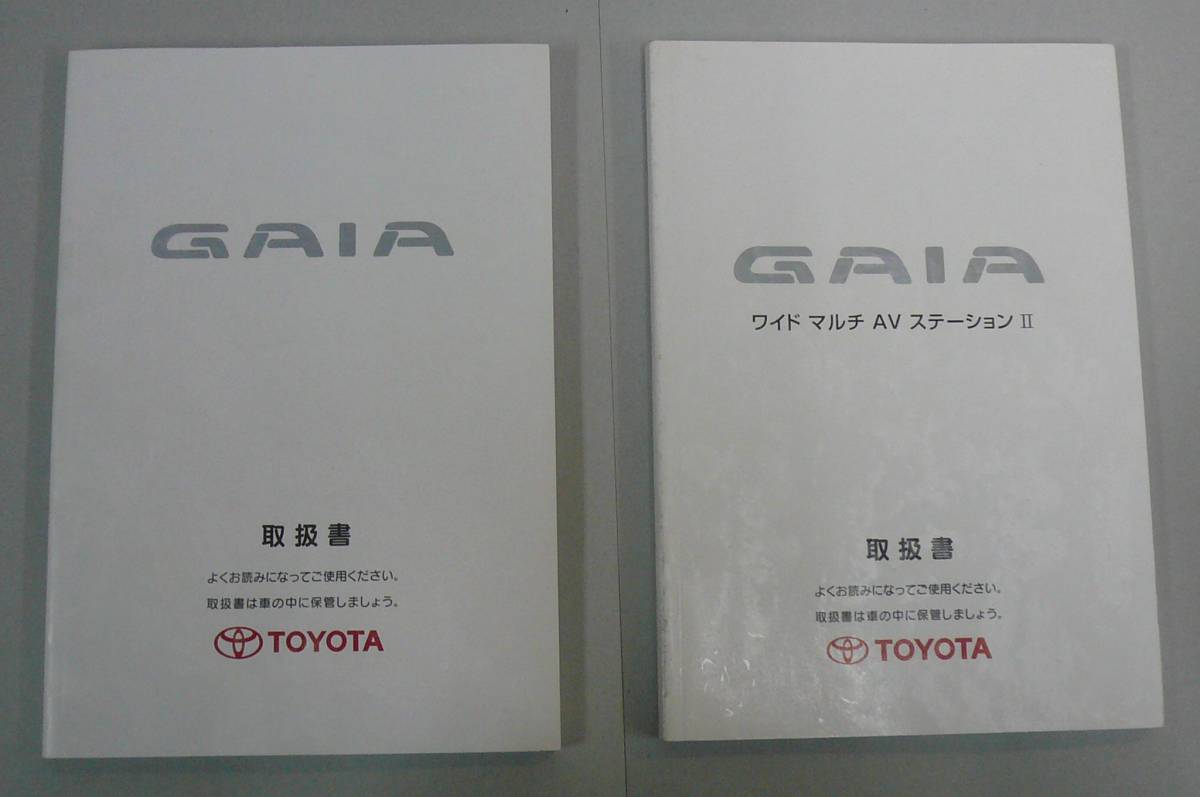 GAIA
取扱書
よくお読みになってご使用ください。
取扱書は車の中に保管しましょう。
TOYOTA
GAIA
ワイド マルチ AV ステーション II
取扱書
よくお読みになってご使用ください。
取扱書は車の中に保管しましょう。
TOYOTA